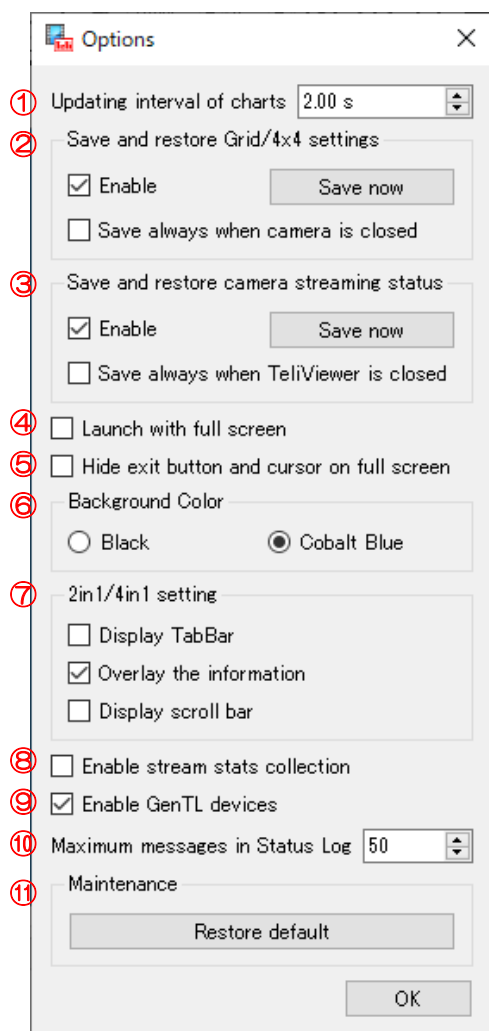 Options
① Updating interval of charts 2.00 s
② Save and restore Grid/4x4 settings
Enable Save now
Save always when camera is closed
③ Save and restore camera streaming status
Enable Save now
Save always when TeliViewer is closed
④ Launch with full screen
⑤ Hide exit button and cursor on full screen
⑥ Background Color
Black Cobalt Blue
⑦ 2in1/4in1 setting
Display TabBar
Overlay the information
Display scroll bar
⑧ Enable stream stats collection
⑨ Enable GenTL devices
⑩ Maximum messages in Status Log 50
⑪ Maintenance
Restore default
OK